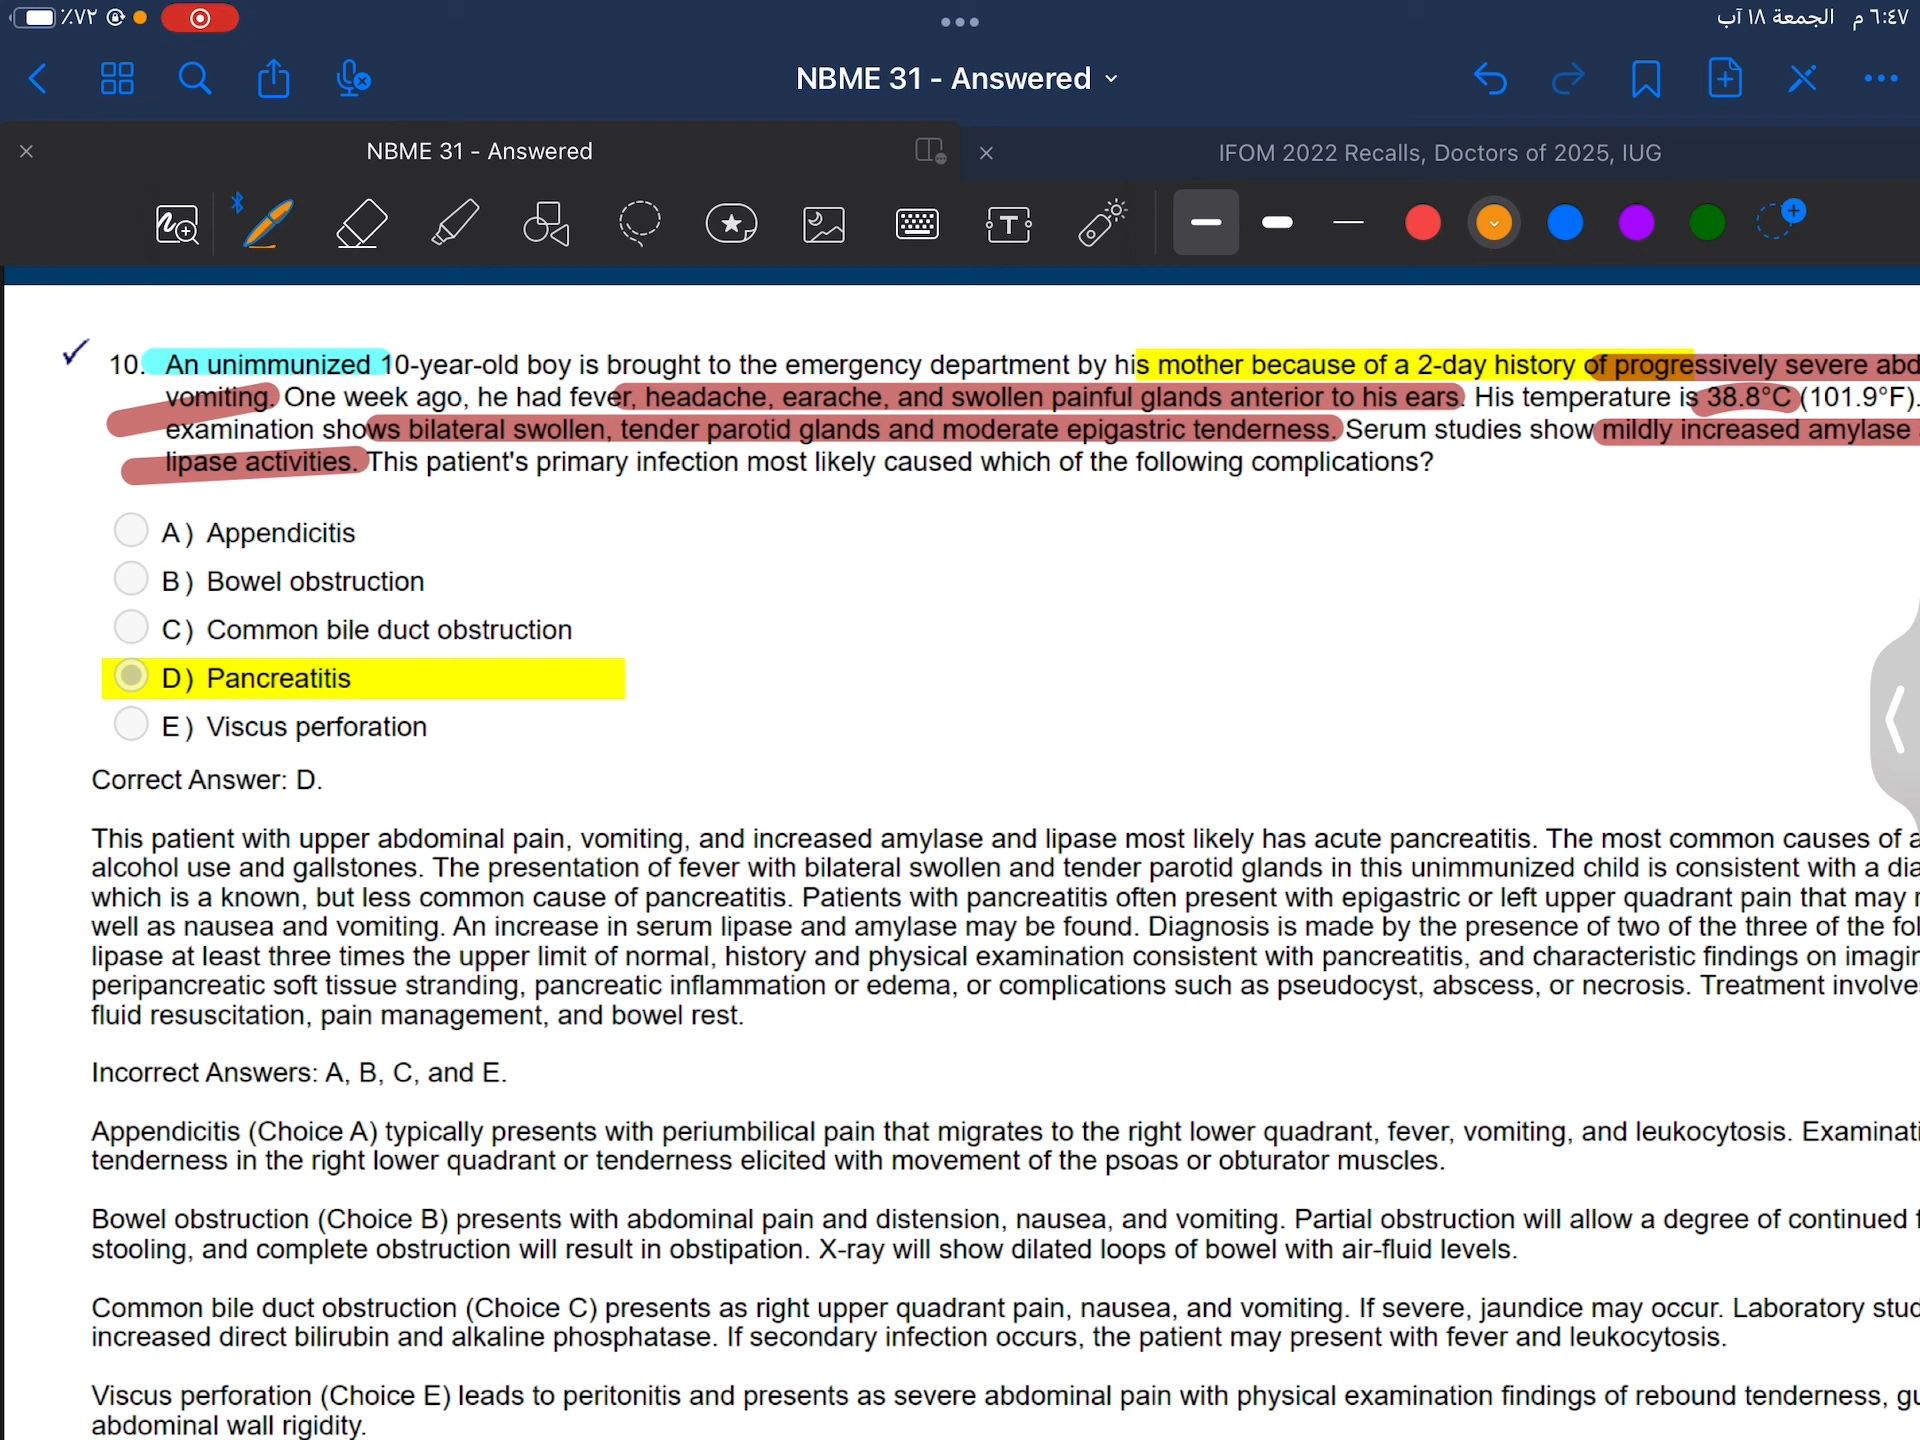 ٪٧٢
٦:٤٧ م الجمعة ١٨ آب
NBME 31 - Answered
NBME 31 - Answered
IFOM 2022 Recalls, Doctors of 2025, IUG
T
10. An unimmunized 10-year-old boy is brought to the emergency department by his mother because of a 2-day history of progressively severe abd
vomiting. One week ago, he had fever, headache, earache, and swollen painful glands anterior to his ears. His temperature is 38.8°C (101.9°F).
examination shows bilateral swollen, tender parotid glands and moderate epigastric tenderness. Serum studies show mildly increased amylase
lipase activities. This patient's primary infection most likely caused which of the following complications?
A) Appendicitis
B) Bowel obstruction
C) Common bile duct obstruction
D) Pancreatitis
E) Viscus perforation
Correct Answer: D.
This patient with upper abdominal pain, vomiting, and increased amylase and lipase most likely has acute pancreatitis. The most common causes of a
alcohol use and gallstones. The presentation of fever with bilateral swollen and tender parotid glands in this unimmunized child is consistent with a dia
which is a known, but less common cause of pancreatitis. Patients with pancreatitis often present with epigastric or left upper quadrant pain that may r
well as nausea and vomiting. An increase in serum lipase and amylase may be found. Diagnosis is made by the presence of two of the three of the fol
lipase at least three times the upper limit of normal, history and physical examination consistent with pancreatitis, and characteristic findings on imagin
peripancreatic soft tissue stranding, pancreatic inflammation or edema, or complications such as pseudocyst, abscess, or necrosis. Treatment involve
fluid resuscitation, pain management, and bowel rest.
Incorrect Answers: A, B, C, and E.
Appendicitis (Choice A) typically presents with periumbilical pain that migrates to the right lower quadrant, fever, vomiting, and leukocytosis. Examinati
tenderness in the right lower quadrant or tenderness elicited with movement of the psoas or obturator muscles.
Bowel obstruction (Choice B) presents with abdominal pain and distension, nausea, and vomiting. Partial obstruction will allow a degree of continued f
stooling, and complete obstruction will result in obstipation. X-ray will show dilated loops of bowel with air-fluid levels.
Common bile duct obstruction (Choice C) presents as right upper quadrant pain, nausea, and vomiting. If severe, jaundice may occur. Laboratory stud
increased direct bilirubin and alkaline phosphatase. If secondary infection occurs, the patient may present with fever and leukocytosis.
Viscus perforation (Choice E) leads to peritonitis and presents as severe abdominal pain with physical examination findings of rebound tenderness, gu
abdominal wall rigidity.